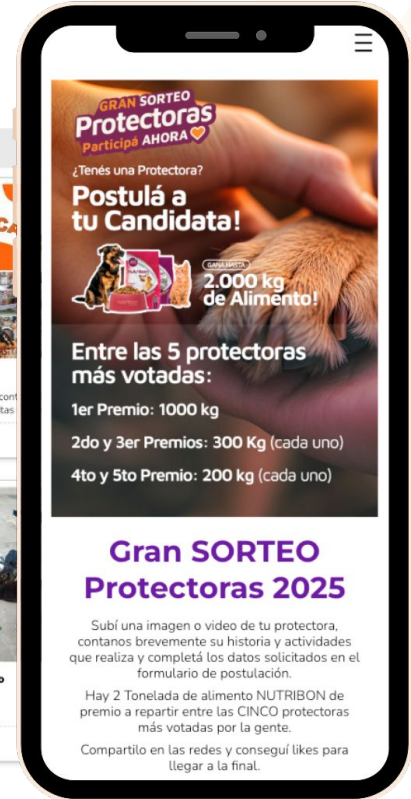 GRAN SORTEO
Protectoras
Participá AHORA
¿Tenés una Protectora?
Postulá a
tu Candidata!
GANÁ HASTA
2.000 kg
de Alimento!
Entre las 5 protectoras
más votadas:
1er Premio: 1000 kg
2do y 3er Premios: 300 Kg (cada uno)
4to y 5to Premio: 200 kg (cada uno)
Gran SORTEO
Protectoras 2025
Subí una imagen o video de tu protectora,
contanos brevemente su historia y actividades
que realiza y completá los datos solicitados en el
formulario de postulación.
Hay 2 Tonelada de alimento NUTRIBON de
premio a repartir entre las CINCO protectoras
más votadas por la gente.
Compartilo en las redes y conseguí likes para
llegar a la final.